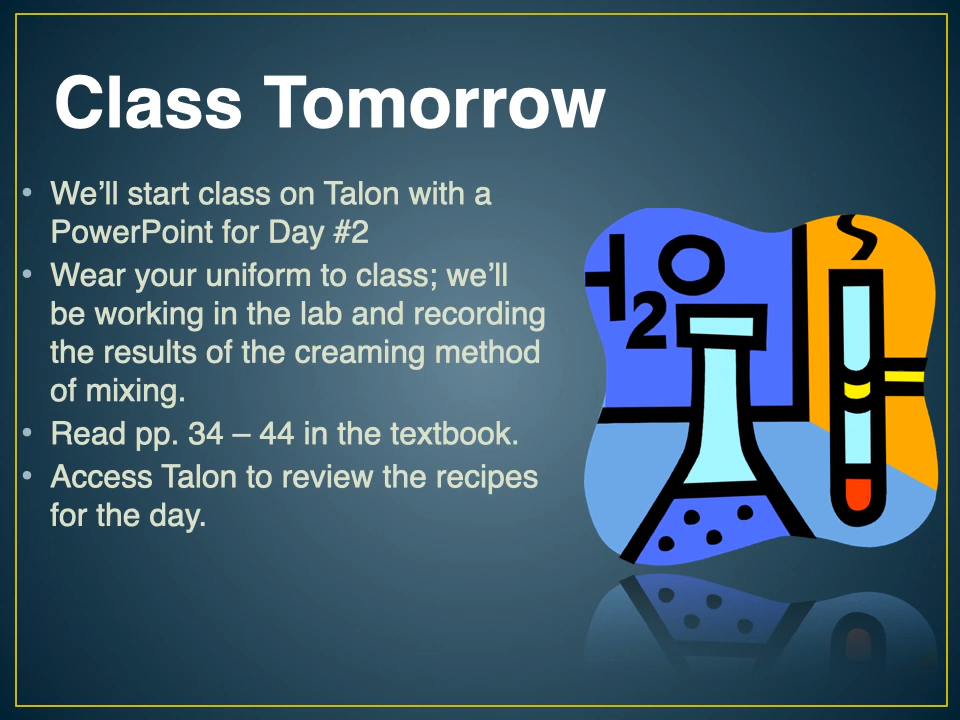 Class Tomorrow
• We’ll start class on Talon with a
PowerPoint for Day #2
• Wear your uniform to class; we’ll
be working in the lab and recording
the results of the creaming method
of mixing.
• Read pp. 34 – 44 in the textbook.
• Access Talon to review the recipes
for the day.
H2O